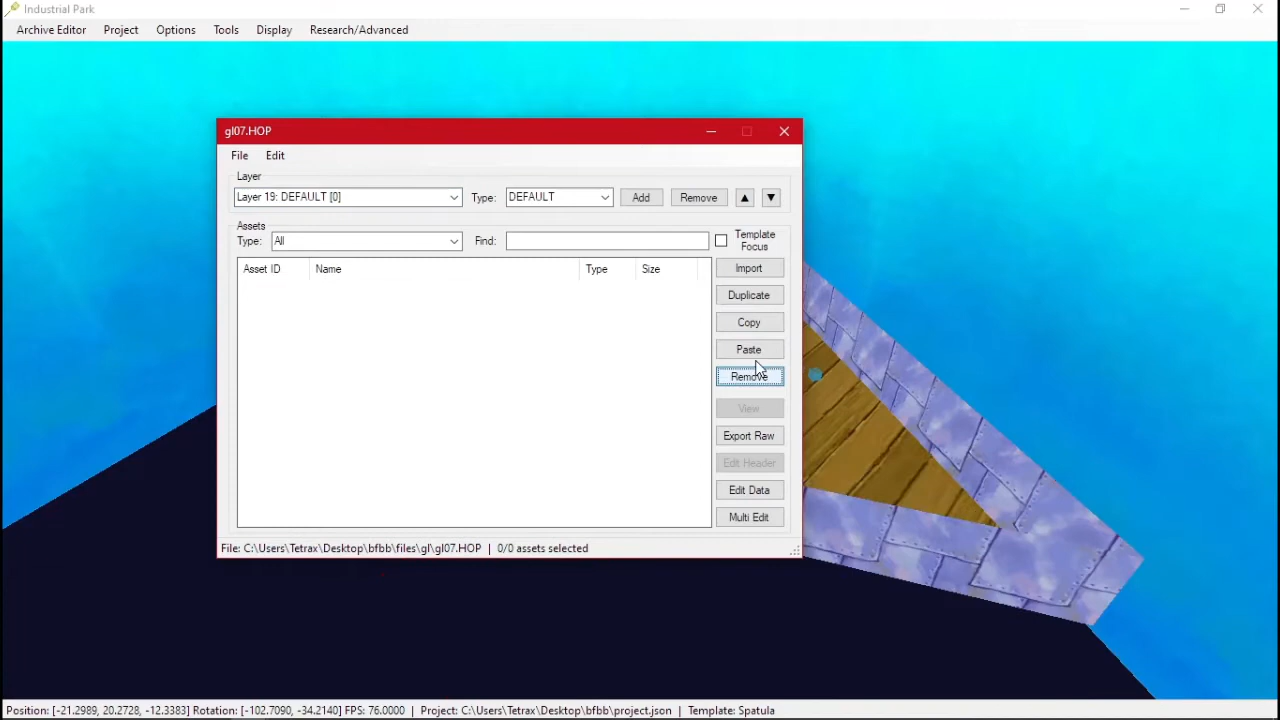 Industrial Park
Archive Editor Project Options Tools Display Research/Advanced
gl07.HOP
File Edit
Layer
Layer 19: DEFAULT [0] Type: DEFAULT Add Remove ▲ ▼
Assets
Type: All Find: Template Focus
Asset ID Name Type Size
Import
Duplicate
Copy
Paste
Remove
View
Export Raw
Edit Header
Edit Data
Multi Edit
File: C:\Users\Tetrax\Desktop\bfbb\files\gl\gl07.HOP | 0/0 assets selected
Position: [-21.2989, 20.2728, -12.3383] Rotation: [-102.7090, -34.2140] FPS: 76.0000 | Project: C:\Users\Tetrax\Desktop\bfbb\project.json | Template: Spatula